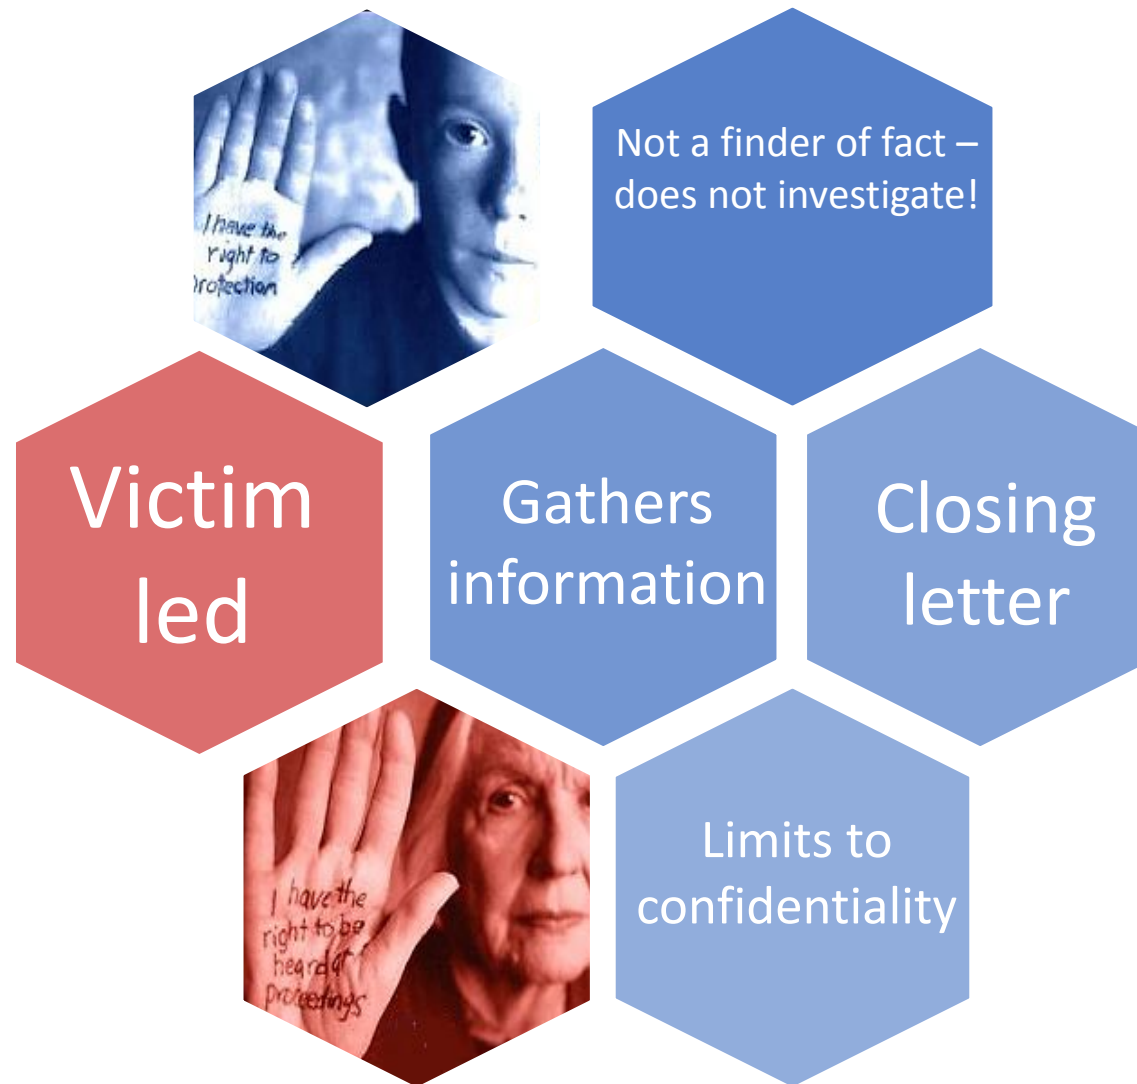 I have the
right to
protection
Not a finder of fact –
does not investigate!
Victim
led
Gathers
information
Closing
letter
I have the
right to be
heard at
proceedings
Limits to
confidentiality